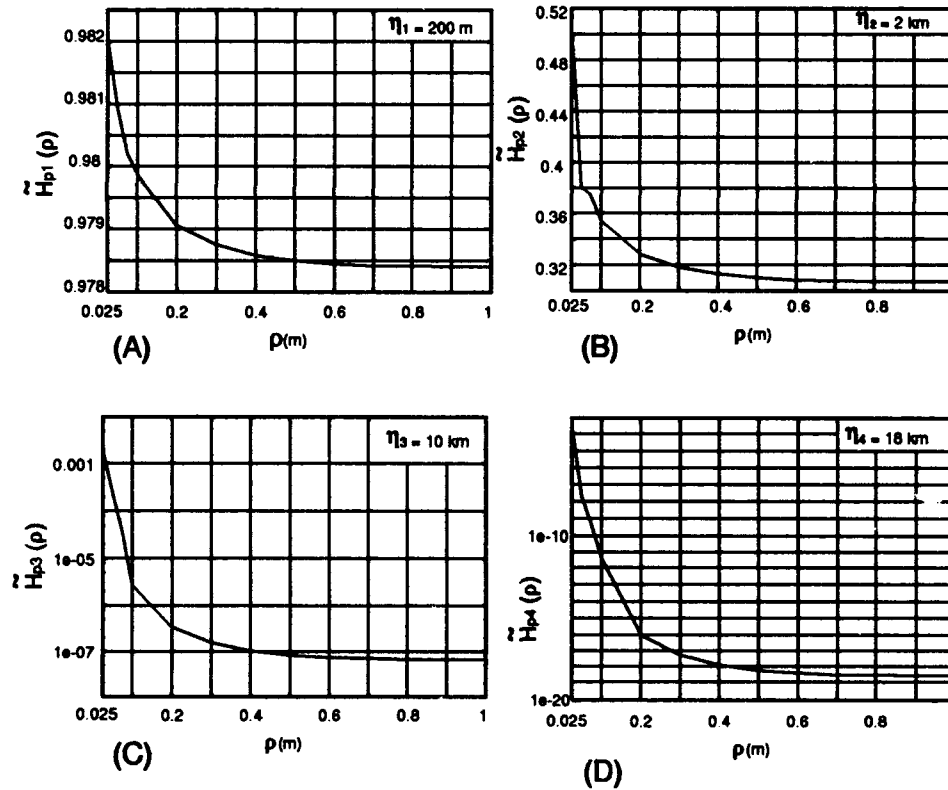 η₁ = 200 m
0.982
0.981
0.98
0.979
0.978
H̃p1 (ρ)
0.025 0.2 0.4 0.6 0.8 1
ρ(m)
(A)
η₂ = 2 km
0.52
0.48
0.44
0.4
0.36
0.32
H̃p2 (ρ)
0.025 0.2 0.4 0.6 0.8
ρ(m)
(B)
η₃ = 10 km
0.001
1e-05
1e-07
H̃p3 (ρ)
0.025 0.2 0.4 0.6 0.8 1
ρ(m)
(C)
η₄ = 18 km
1e-10
1e-20
H̃p4 (ρ)
0.025 0.2 0.4 0.6 0.8
ρ(m)
(D)